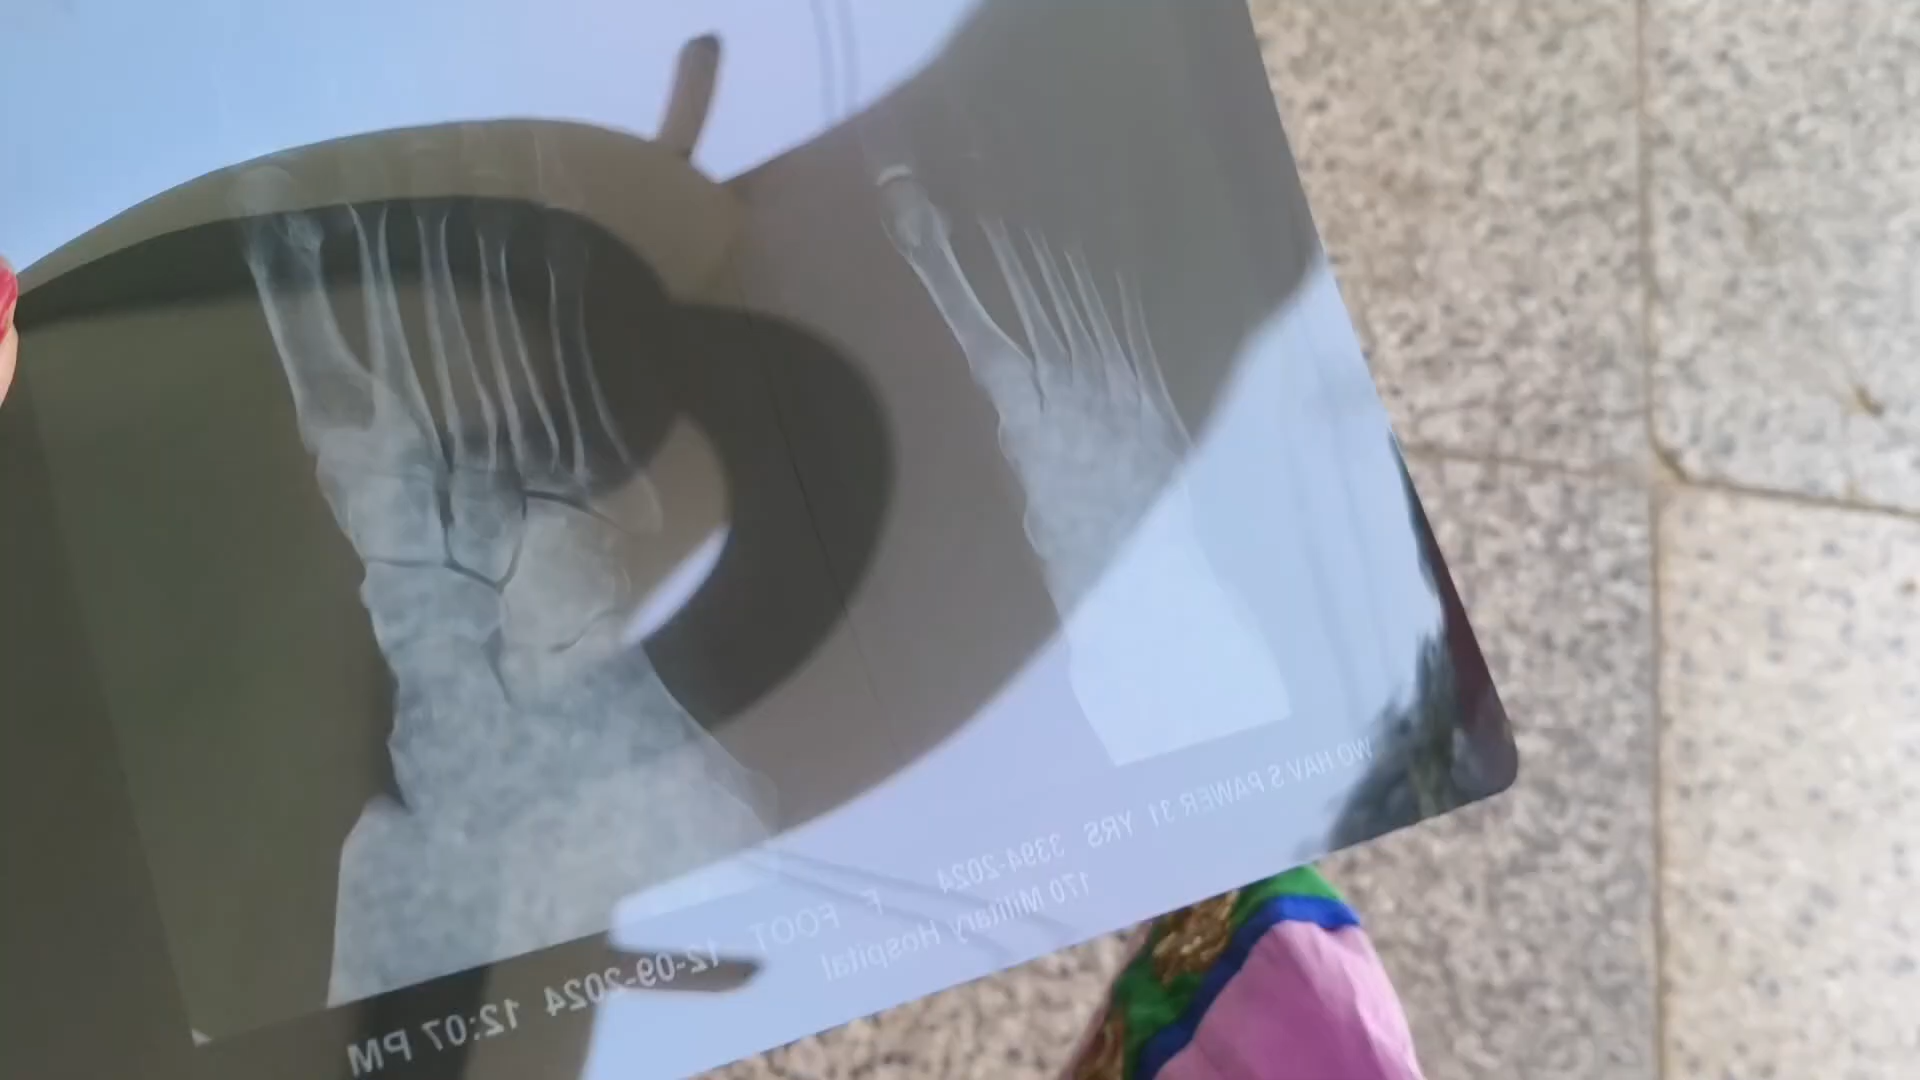 WO HAV S PAWER 31 YRS 3394-2024 F FOOT 12-09-2024 12:07 PM
170 Military Hospital